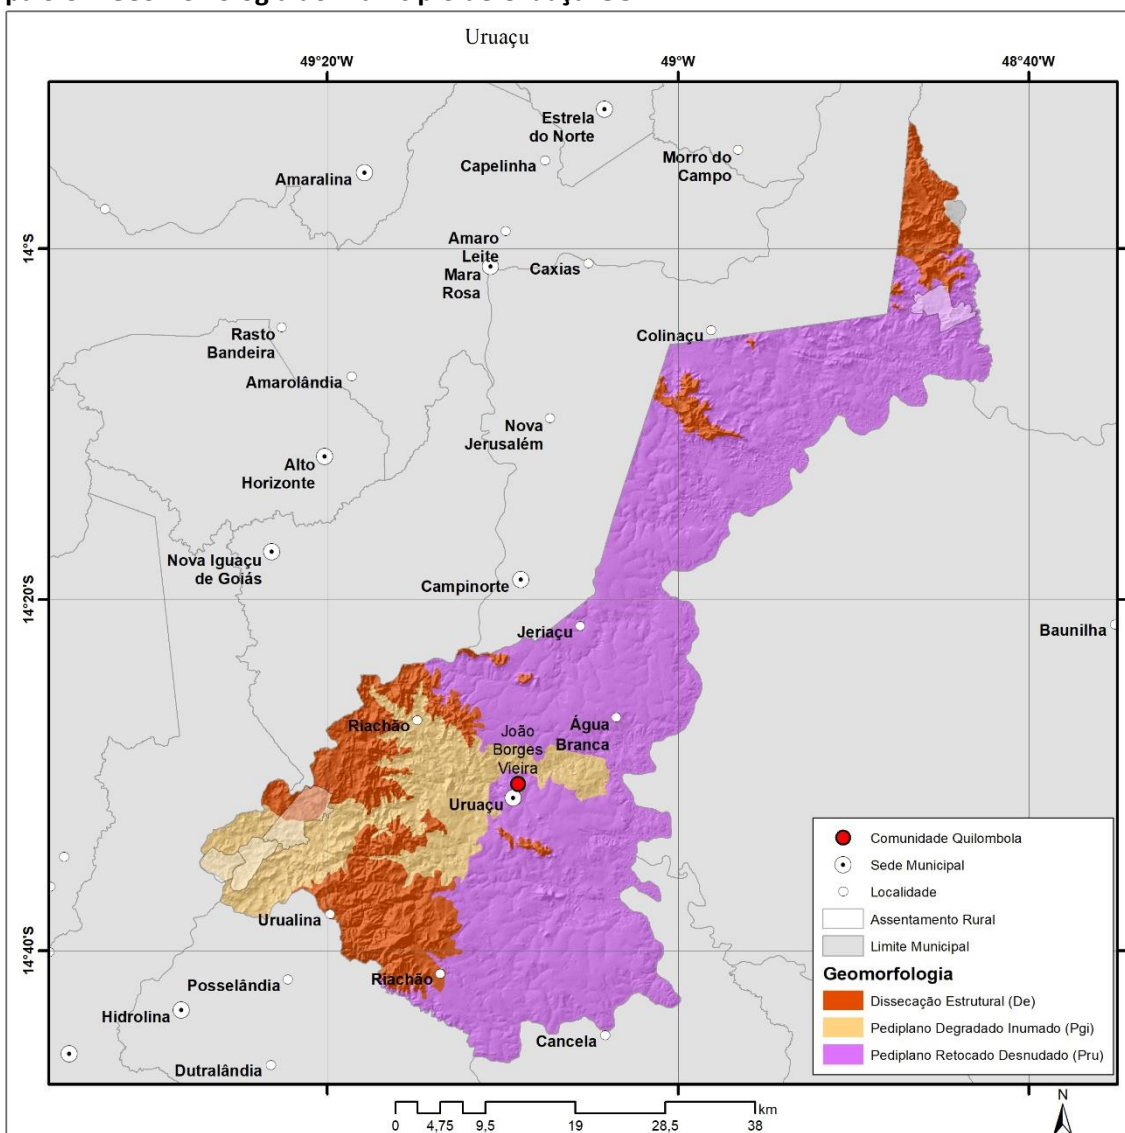 Uruaçu
49°20'W
49°W
48°40'W
Estrela
do Norte
Capelinha
Morro do
Campo
Amaralina
14°S
Amaro
Leite
Mara
Rosa
Caxias
Rasto
Bandeira
Colinaçu
Amarolândia
Nova
Jerusalém
Alto
Horizonte
Nova Iguaçu
de Goiás
Campinorte
14°20'S
Jeriaçu
Baunilha
Riachão
Água
Branca
João
Borges
Vieira
Uruaçu
Urualina
14°40'S
Riachão
Posselândia
Hidrolina
Cancela
Dutralândia
Comunidade Quilombola
Sede Municipal
Localidade
Assentamento Rural
Limite Municipal
Geomorfologia
Dissecação Estrutural (De)
Pediplano Degradado Inumado (Pgi)
Pediplano Retocado Desnudado (Pru)
km
0 4,75 9,5 19 28,5 38
N